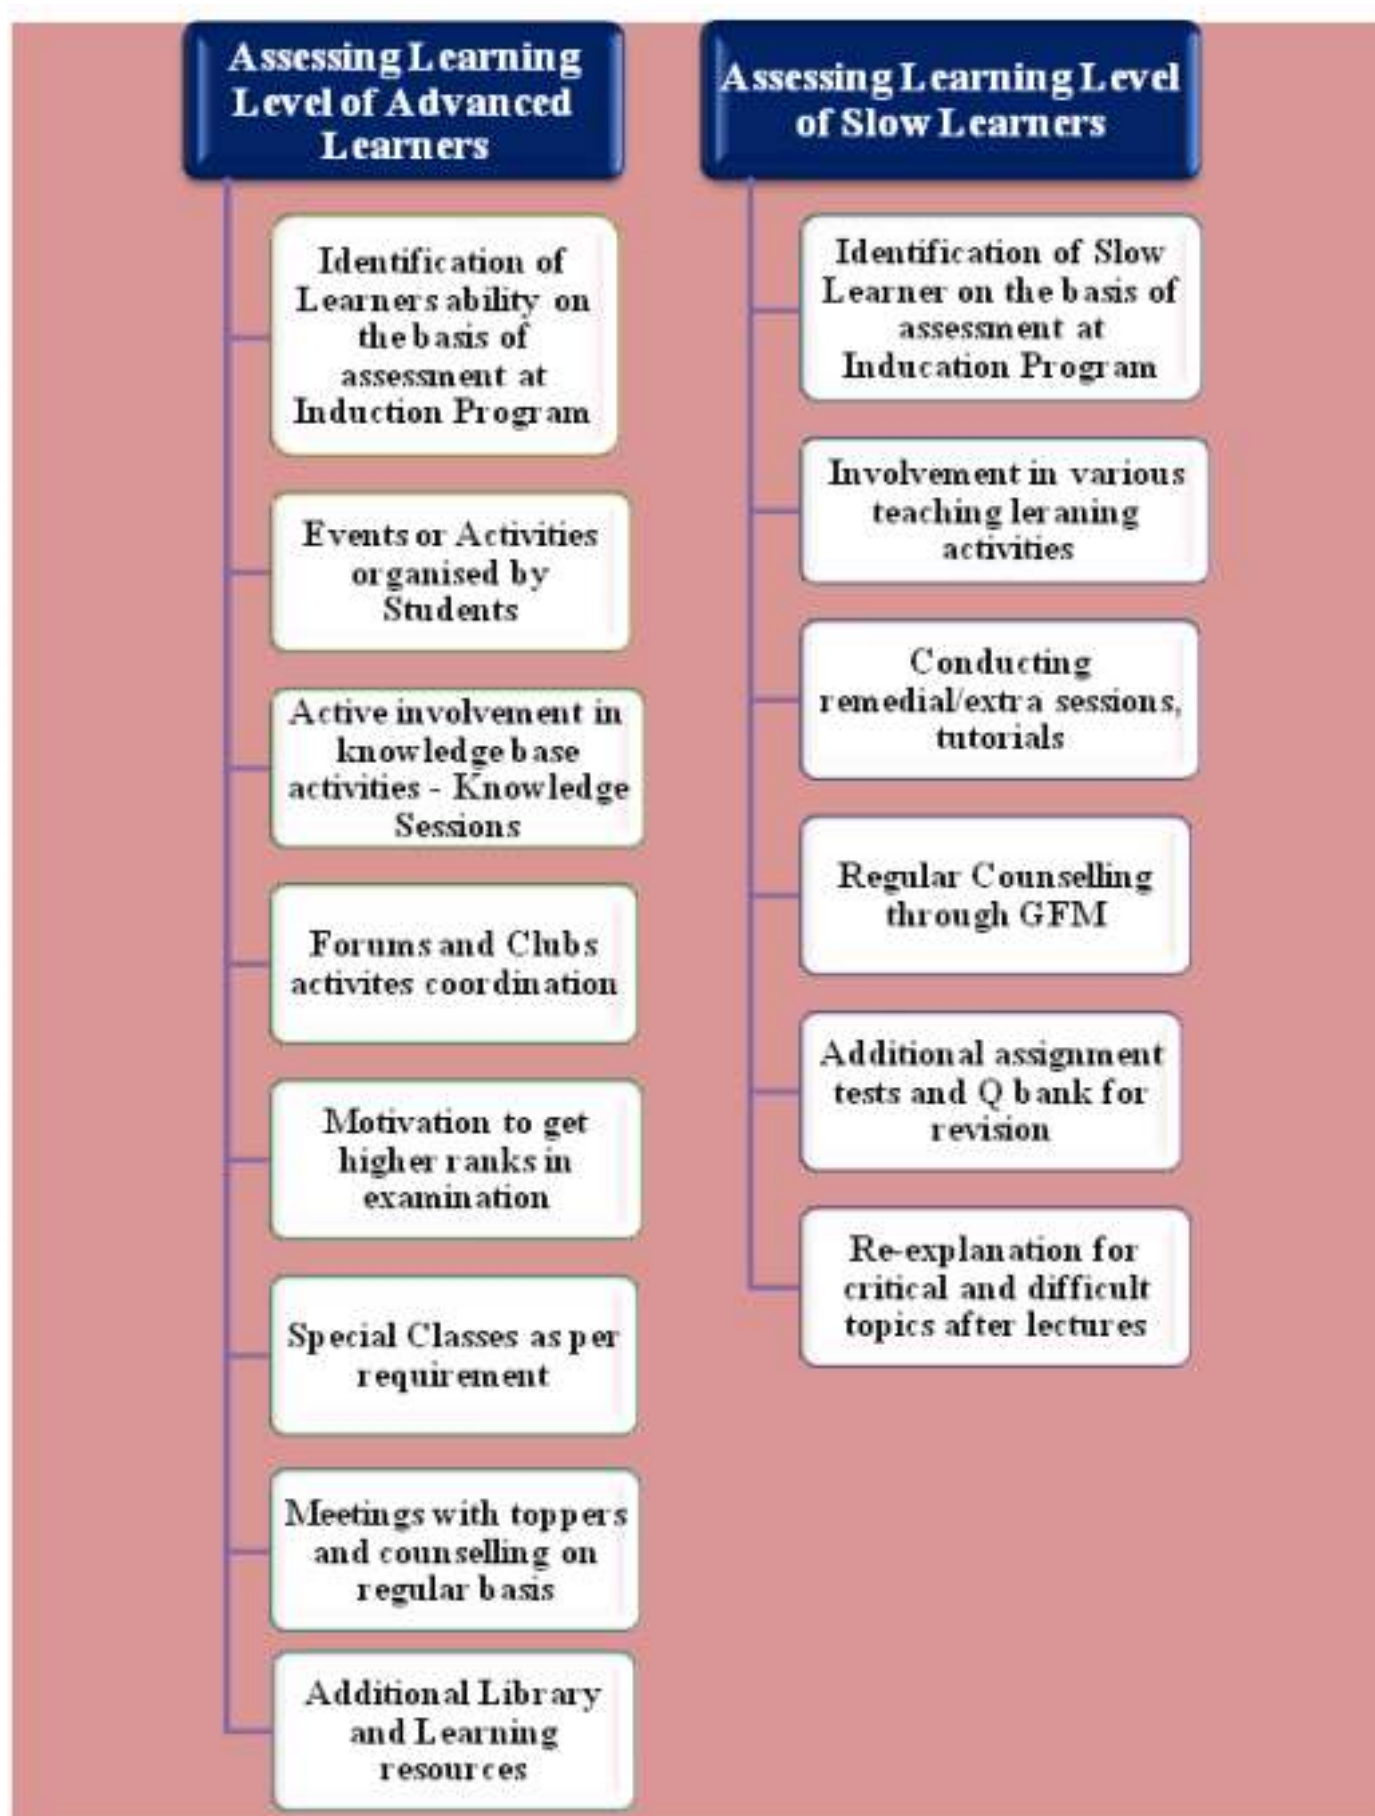 Assessing Learning
Level of Advanced
Learners
Identification of
Learners ability on
the basis of
assessment at
Induction Program
Events or Activities
organised by
Students
Active involvement in
knowledge base
activities - Knowledge
Sessions
Forums and Clubs
activites coordination
Motivation to get
higher ranks in
examination
Special Classes as per
requirement
Meetings with toppers
and counselling on
regular basis
Additional Library
and Learning
resources
Assessing Learning Level
of Slow Learners
Identification of Slow
Learner on the basis of
assessment at
Inducation Program
Involvement in various
teaching leraning
activities
Conducting
remedial/extra sessions,
tutorials
Regular Counselling
through GFM
Additional assignment
tests and Q bank for
revision
Re-explanation for
critical and difficult
topics after lectures